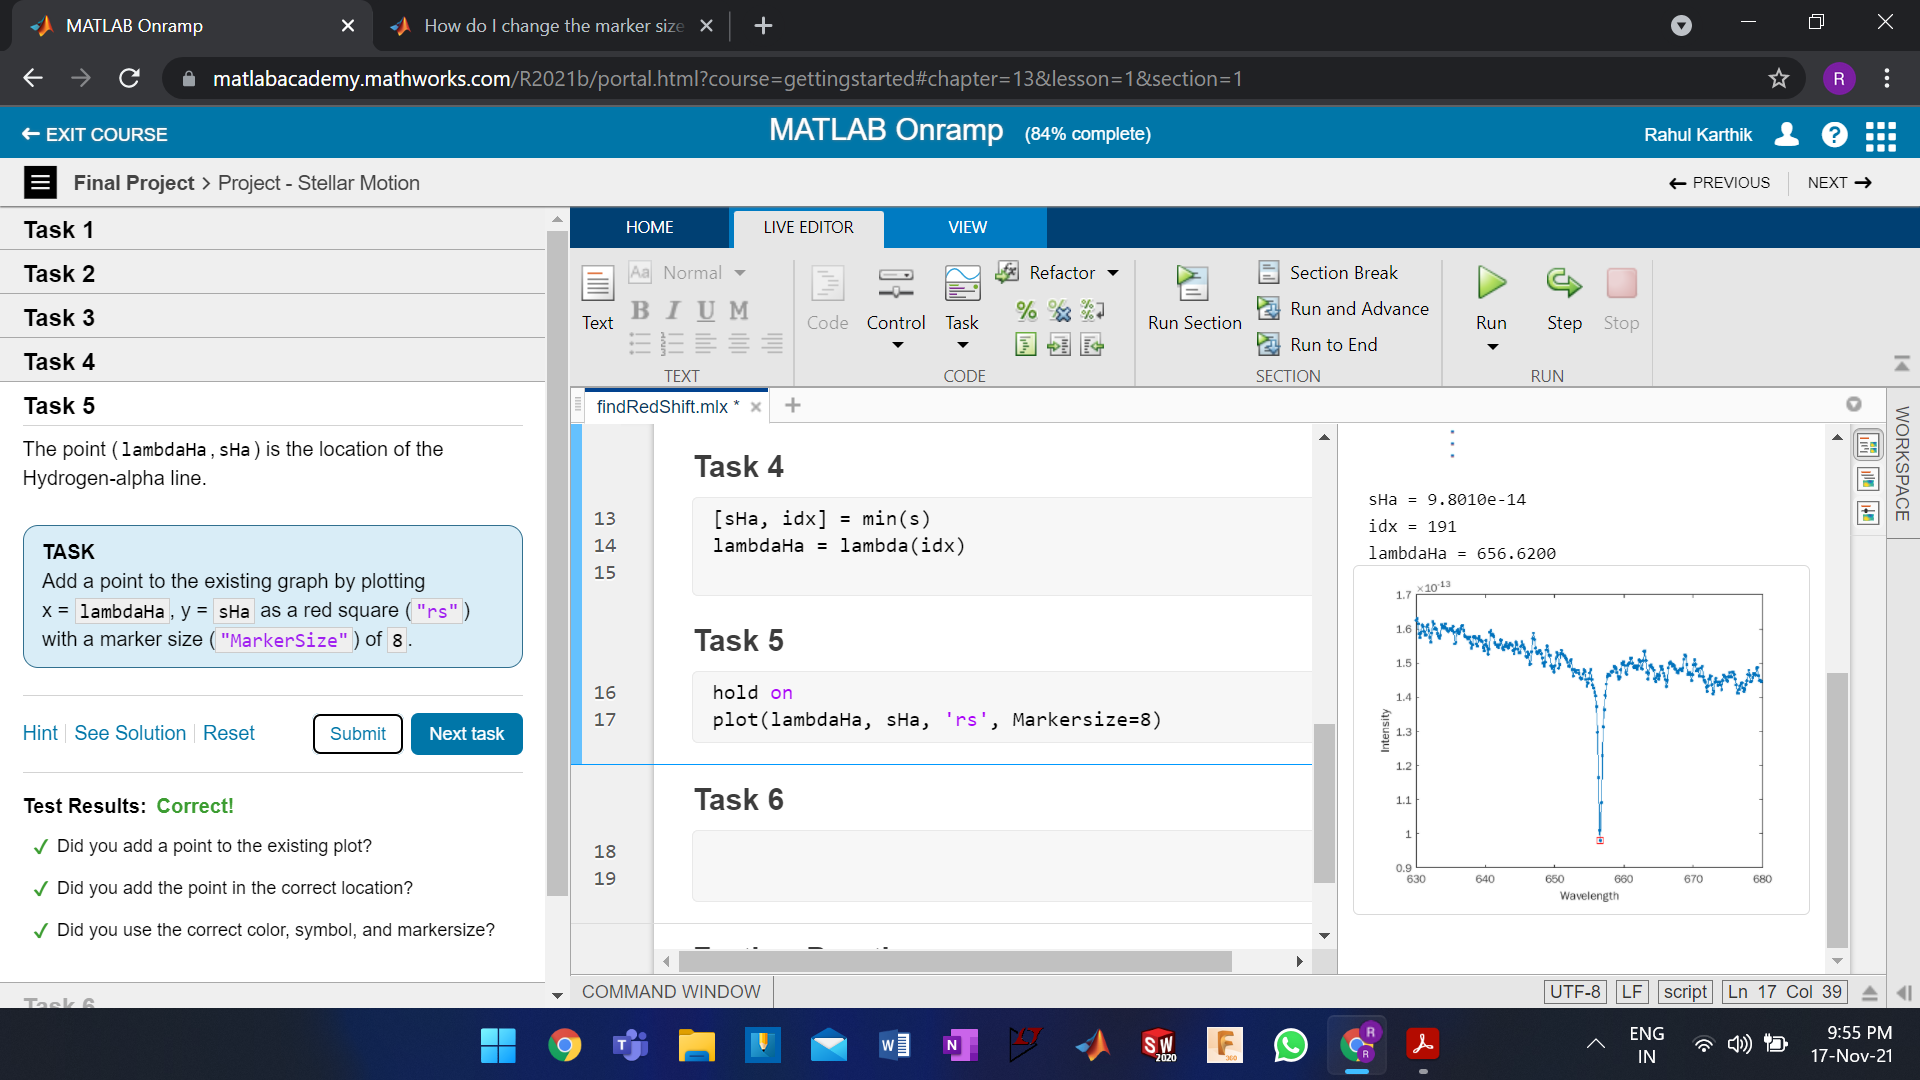 MATLAB Onramp
How do I change the marker size
matlabacademy.mathworks.com/R2021b/portal.html?course=gettingstarted#chapter=13&lesson=1&section=1
R
EXIT COURSE
MATLAB Onramp (84% complete)
Rahul Karthik
?
Final Project > Project - Stellar Motion
PREVIOUS
NEXT
Task 1
Task 2
Task 3
Task 4
Task 5
The point (lambdaHa,sHa) is the location of the
Hydrogen-alpha line.
TASK
Add a point to the existing graph by plotting
x = lambdaHa, y = sHa as a red square ("rs")
with a marker size ("MarkerSize") of 8.
Hint
See Solution
Reset
Submit
Next task
Test Results: Correct!
Did you add a point to the existing plot?
Did you add the point in the correct location?
Did you use the correct color, symbol, and markersize?
Task 6
HOME
LIVE EDITOR
VIEW
Text
Aa Normal
B I U M
TEXT
Code
Control
Task
Refactor
CODE
Run Section
Section Break
Run and Advance
Run to End
SECTION
Run
Step
Stop
RUN
findRedShift.mlx *
WORKSPACE
Task 4
13 [sHa, idx] = min(s)
14 lambdaHa = lambda(idx)
15
Task 5
16 hold on
17 plot(lambdaHa, sHa, 'rs', Markersize=8)
Task 6
18
19
sHa = 9.8010e-14
idx = 191
lambdaHa = 656.6200
×10-13
1.7
1.6
1.5
1.4
1.3
1.2
1.1
1
0.9
Intensity
630 640 650 660 670 680
Wavelength
COMMAND WINDOW
UTF-8
LF
script
Ln 17 Col 39
SW
2020
ENG
IN
9:55 PM
17-Nov-21